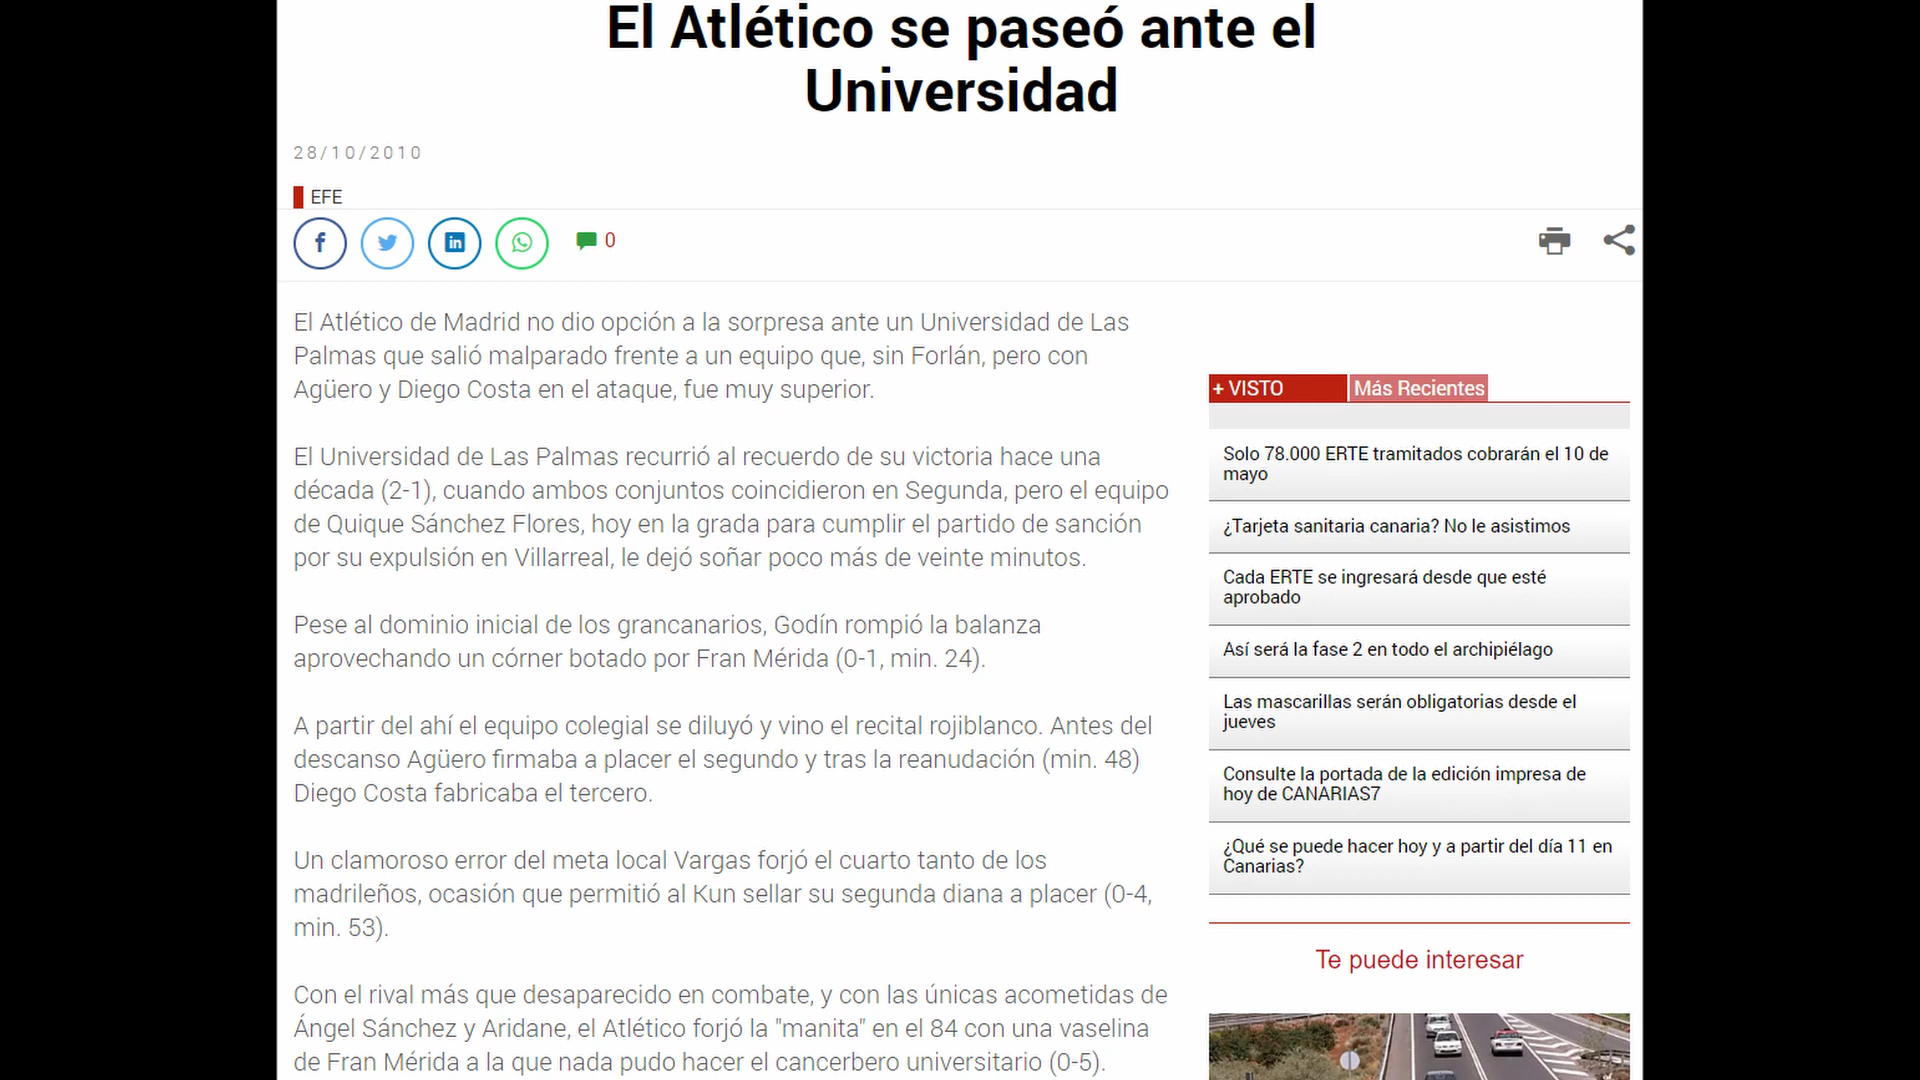 El Atlético se paseó ante el
Universidad
28/10/2010
EFE
0
El Atlético de Madrid no dio opción a la sorpresa ante un Universidad de Las
Palmas que salió malparado frente a un equipo que, sin Forlán, pero con
Agüero y Diego Costa en el ataque, fue muy superior.
El Universidad de Las Palmas recurrió al recuerdo de su victoria hace una
década (2-1), cuando ambos conjuntos coincidieron en Segunda, pero el equipo
de Quique Sánchez Flores, hoy en la grada para cumplir el partido de sanción
por su expulsión en Villarreal, le dejó soñar poco más de veinte minutos.
Pese al dominio inicial de los grancanarios, Godín rompió la balanza
aprovechando un córner botado por Fran Mérida (0-1, min. 24).
A partir del ahí el equipo colegial se diluyó y vino el recital rojiblanco. Antes del
descanso Agüero firmaba a placer el segundo y tras la reanudación (min. 48)
Diego Costa fabricaba el tercero.
Un clamoroso error del meta local Vargas forjó el cuarto tanto de los
madrileños, ocasión que permitió al Kun sellar su segunda diana a placer (0-4,
min. 53).
Con el rival más que desaparecido en combate, y con las únicas acometidas de
Ángel Sánchez y Aridane, el Atlético forjó la "manita" en el 84 con una vaselina
de Fran Mérida a la que nada pudo hacer el cancerbero universitario (0-5).
+ VISTO
Más Recientes
Solo 78.000 ERTE tramitados cobrarán el 10 de
mayo
¿Tarjeta sanitaria canaria? No le asistimos
Cada ERTE se ingresará desde que esté
aprobado
Así será la fase 2 en todo el archipiélago
Las mascarillas serán obligatorias desde el
jueves
Consulte la portada de la edición impresa de
hoy de CANARIAS7
¿Qué se puede hacer hoy y a partir del día 11 en
Canarias?
Te puede interesar